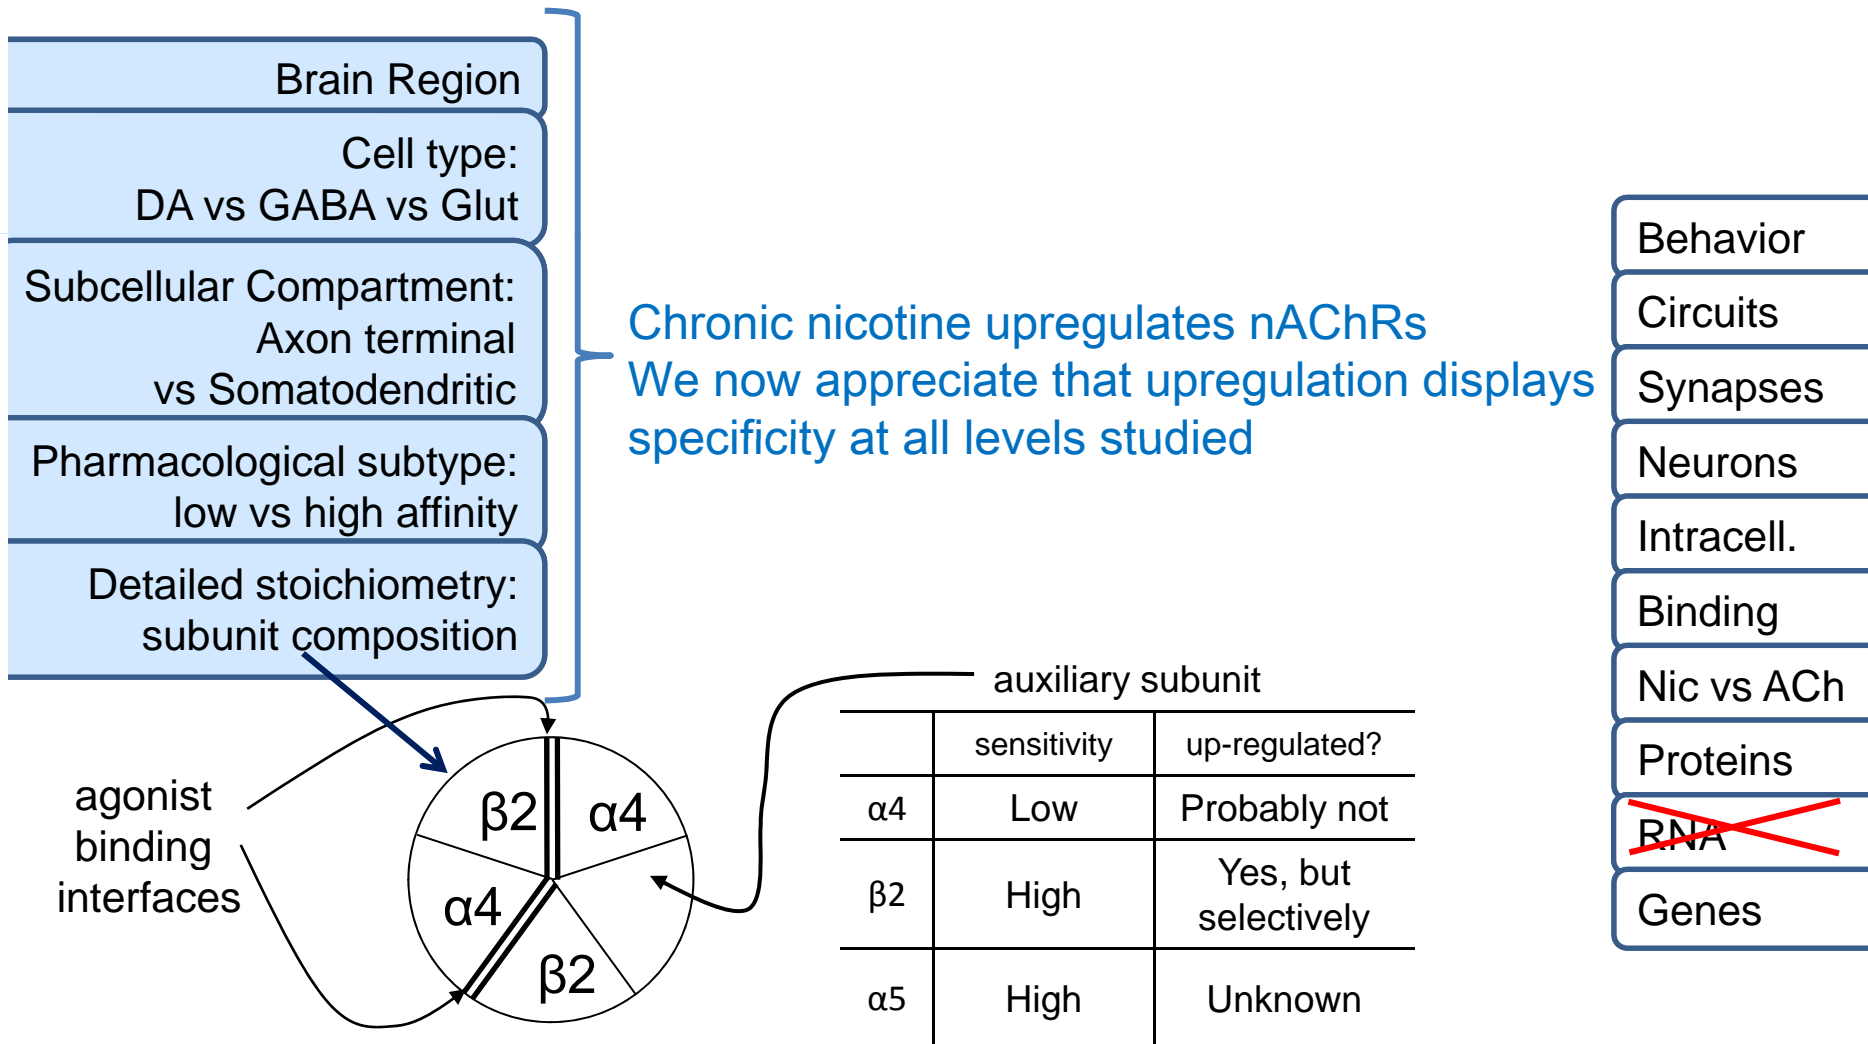 Brain Region
Cell type:
DA vs GABA vs Glut
Subcellular Compartment:
Axon terminal
vs Somatodendritic
Pharmacological subtype:
low vs high affinity
Detailed stoichiometry:
subunit composition
Chronic nicotine upregulates nAChRs
We now appreciate that upregulation displays
specificity at all levels studied
agonist
binding
interfaces
β2
α4
α4
β2
auxiliary subunit
sensitivity up-regulated?
α4 Low Probably not
β2 High Yes, but
selectively
α5 High Unknown
Behavior
Circuits
Synapses
Neurons
Intracell.
Binding
Nic vs ACh
Proteins
RNA
Genes